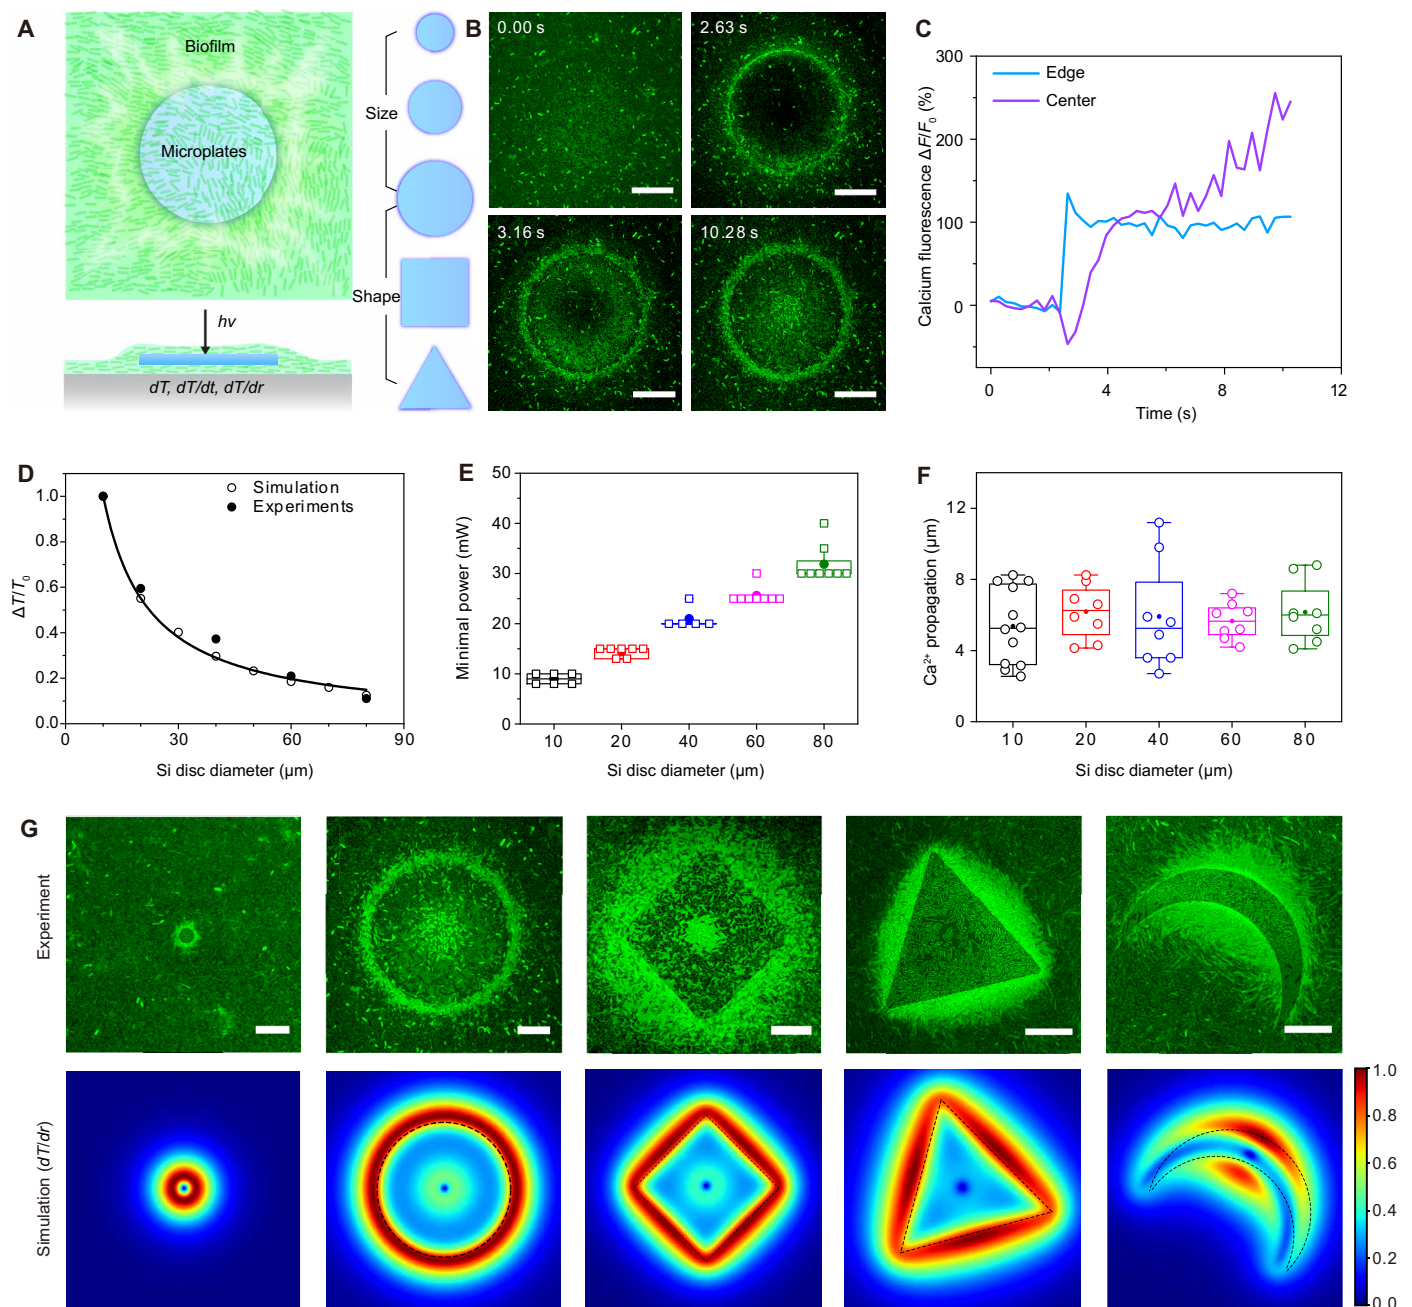 A
Biofilm
Microplates
hv
dT, dT/dt, dT/dr
Size
Shape
B
0.00 s
2.63 s
3.16 s
10.28 s
C
Edge
Center
Calcium fluorescence ΔF/F0 (%)
300
200
100
0
0
4
8
12
Time (s)
D
Simulation
Experiments
ΔT/T0
1.0
0.8
0.6
0.4
0.2
0.0
0
30
60
90
Si disc diameter (μm)
E
Minimal power (mW)
50
40
30
20
10
0
10
20
40
60
80
Si disc diameter (μm)
F
Ca²⁺ propagation (μm)
12
8
4
0
10
20
40
60
80
Si disc diameter (μm)
G
Experiment
Simulation (dT/dr)
1.0
0.8
0.6
0.4
0.2
0.0